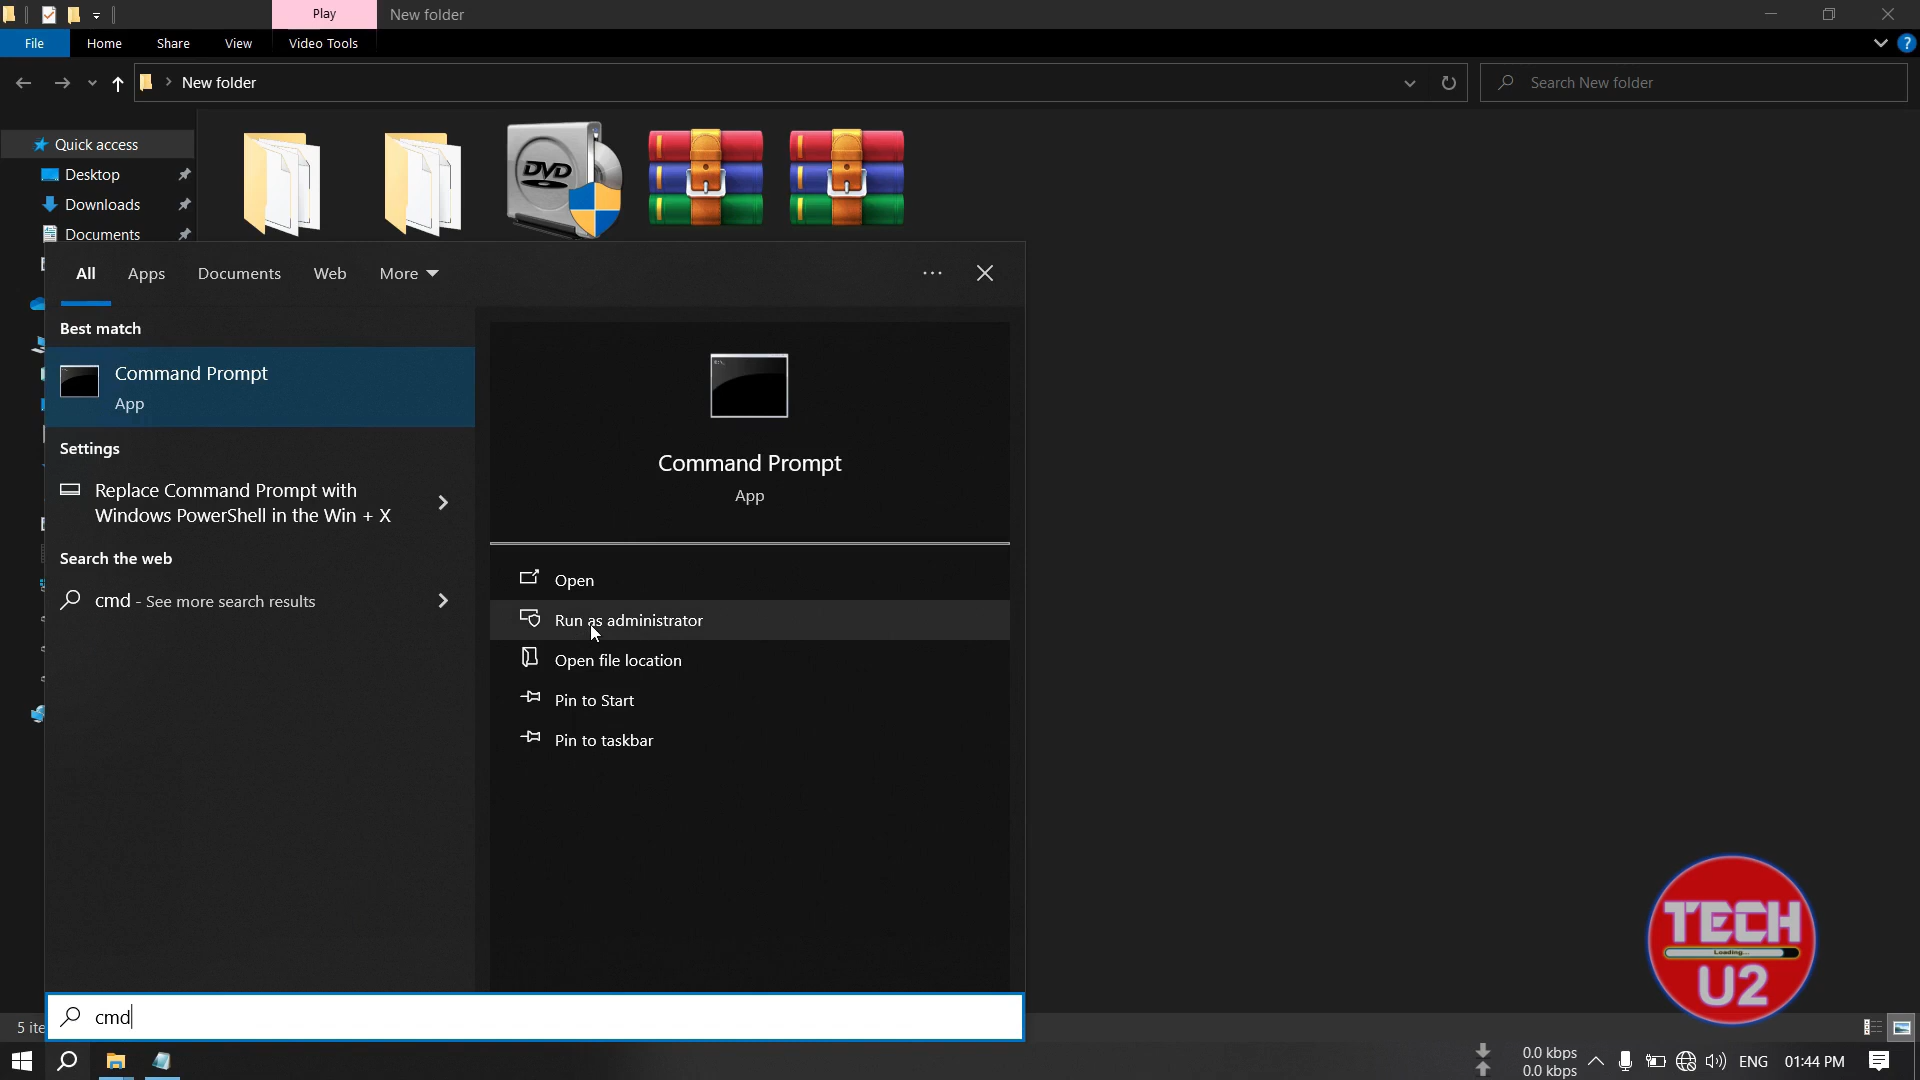 Play
New folder
File
Home
Share
View
Video Tools
New folder
Search New folder
Quick access
Desktop
Downloads
Documents
DVD
All
Apps
Documents
Web
More
Best match
Command Prompt
App
Settings
Replace Command Prompt with
Windows PowerShell in the Win + X
Search the web
cmd - See more search results
Command Prompt
App
Open
Run as administrator
Open file location
Pin to Start
Pin to taskbar
TECH
Loading...
U2
cmd
5 ite
0.0 kbps
0.0 kbps
ENG
01:44 PM